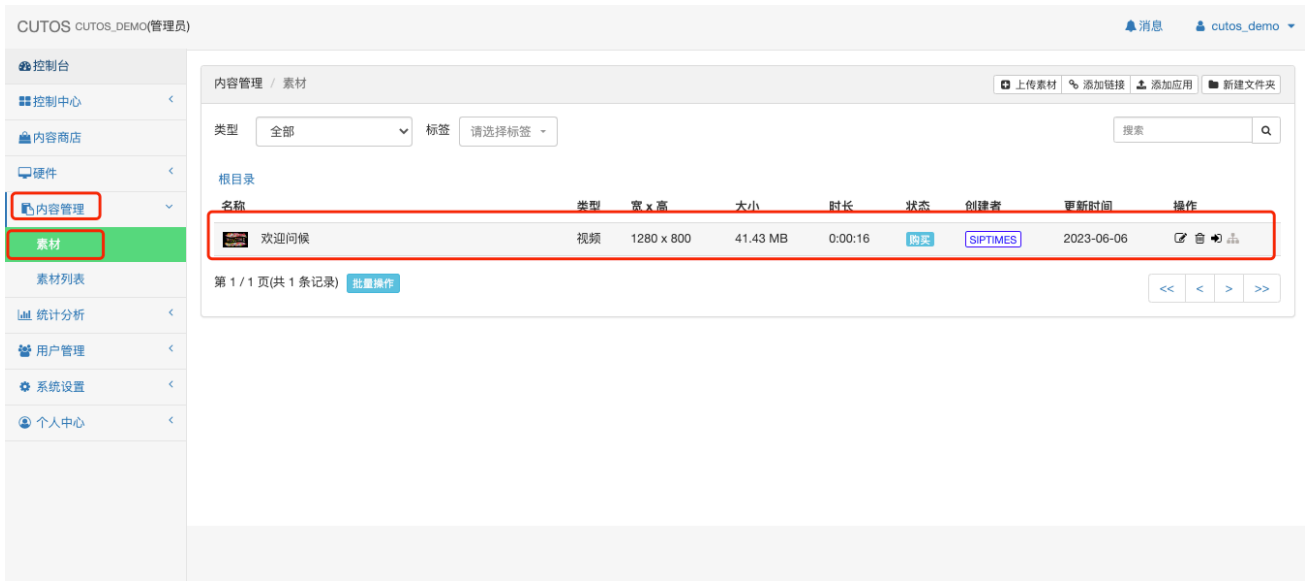 CUTOS CUTOS_DEMO(管理员)
消息
cutos_demo
控制台
控制中心
内容商店
硬件
内容管理
素材
素材列表
统计分析
用户管理
系统设置
个人中心
内容管理 / 素材
上传素材 添加链接 添加应用 新建文件夹
类型 全部 标签 请选择标签 搜索
根目录
名称 类型 宽 x 高 大小 时长 状态 创建者 更新时间 操作
欢迎问候 视频 1280 x 800 41.43 MB 0:00:16 购买 SIPTIMES 2023-06-06
第 1 / 1 页(共 1 条记录) 批量操作 << < > >>